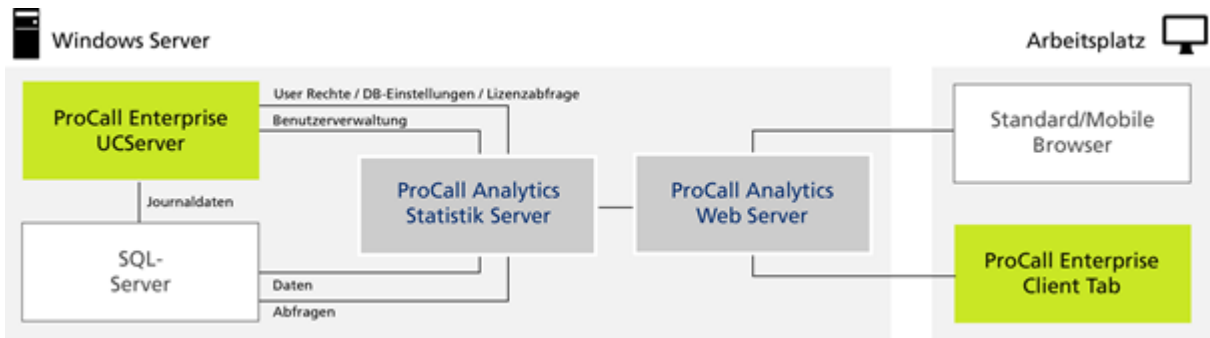 Windows Server
Arbeitsplatz
ProCall Enterprise
UCServer
User Rechte / DB-Einstellungen / Lizenzabfrage
Benutzerverwaltung
Journaldaten
SQL-
Server
Daten
Abfragen
ProCall Analytics
Statistik Server
ProCall Analytics
Web Server
Standard/Mobile
Browser
ProCall Enterprise
Client Tab